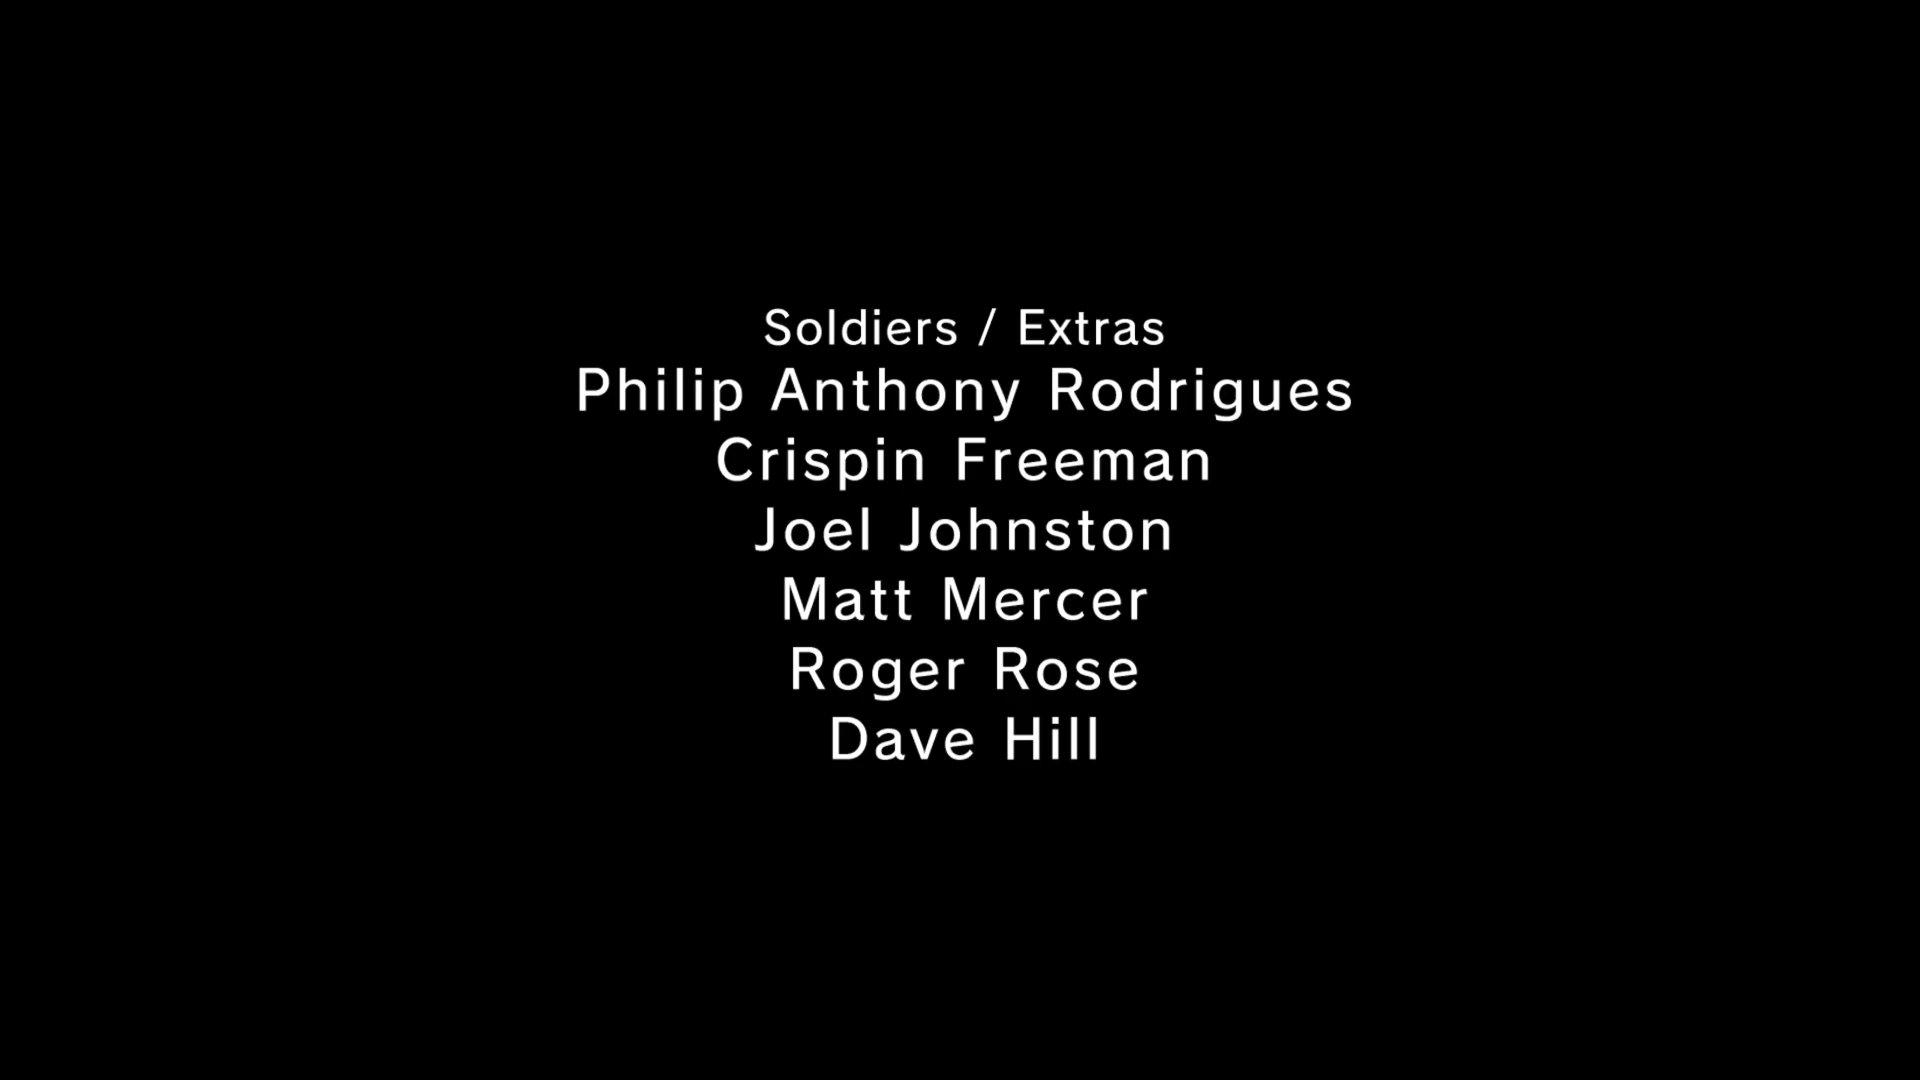 Soldiers / Extras
Philip Anthony Rodrigues
Crispin Freeman
Joel Johnston
Matt Mercer
Roger Rose
Dave Hill